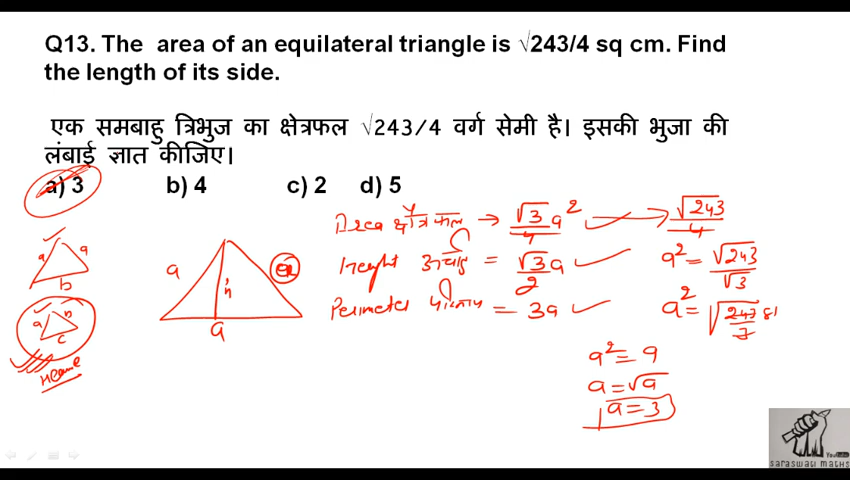 Q13. The area of an equilateral triangle is √243/4 sq cm. Find
the length of its side.
एक समबाहु त्रिभुज का क्षेत्रफल √243/4 वर्ग सेमी है। इसकी भुजा की
लंबाई ज्ञात कीजिए।
a) 3 b) 4 c) 2 d) 5
Area क्षेत्रफल → √3/4 a² → √243/4
Height ऊंचाई = √3/2 a
a² = √243/√3
Perimeter = 3a
a² = √243/3 81
a² = 9
a = √9
a = 3
a a
b
a
h
a
a
c
YouTube
saraswati maths